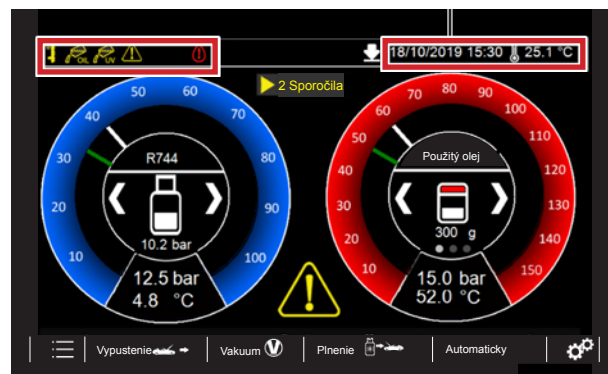 OIL UV 18/10/2019 15:30 25.1 °C
2 Sporočila
10 20 30 40 50 60 70 80 90 100
R744
10.2 bar
12.5 bar
4.8 °C
10 20 30 40 50 60 70 80 90 100 110 120 130 140 150
Použitý olej
300 g
15.0 bar
52.0 °C
Vypustenie Vakuum V Plnenie Automaticky